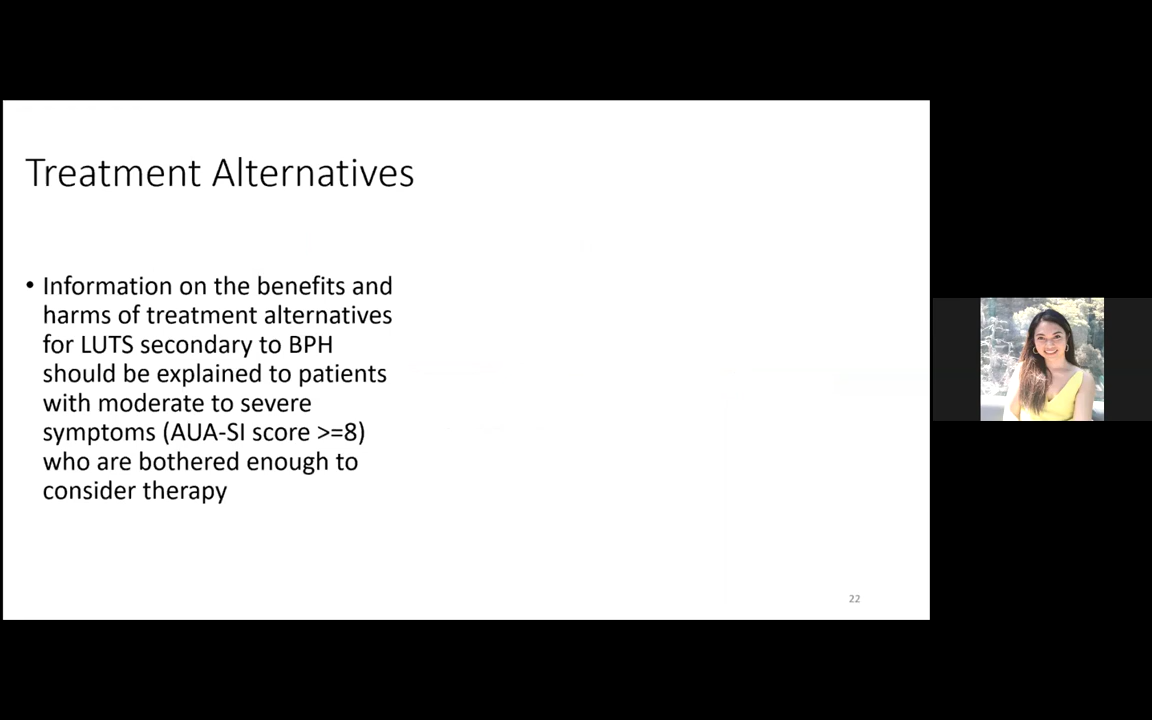 Treatment Alternatives
• Information on the benefits and
harms of treatment alternatives
for LUTS secondary to BPH
should be explained to patients
with moderate to severe
symptoms (AUA-SI score >=8)
who are bothered enough to
consider therapy
22